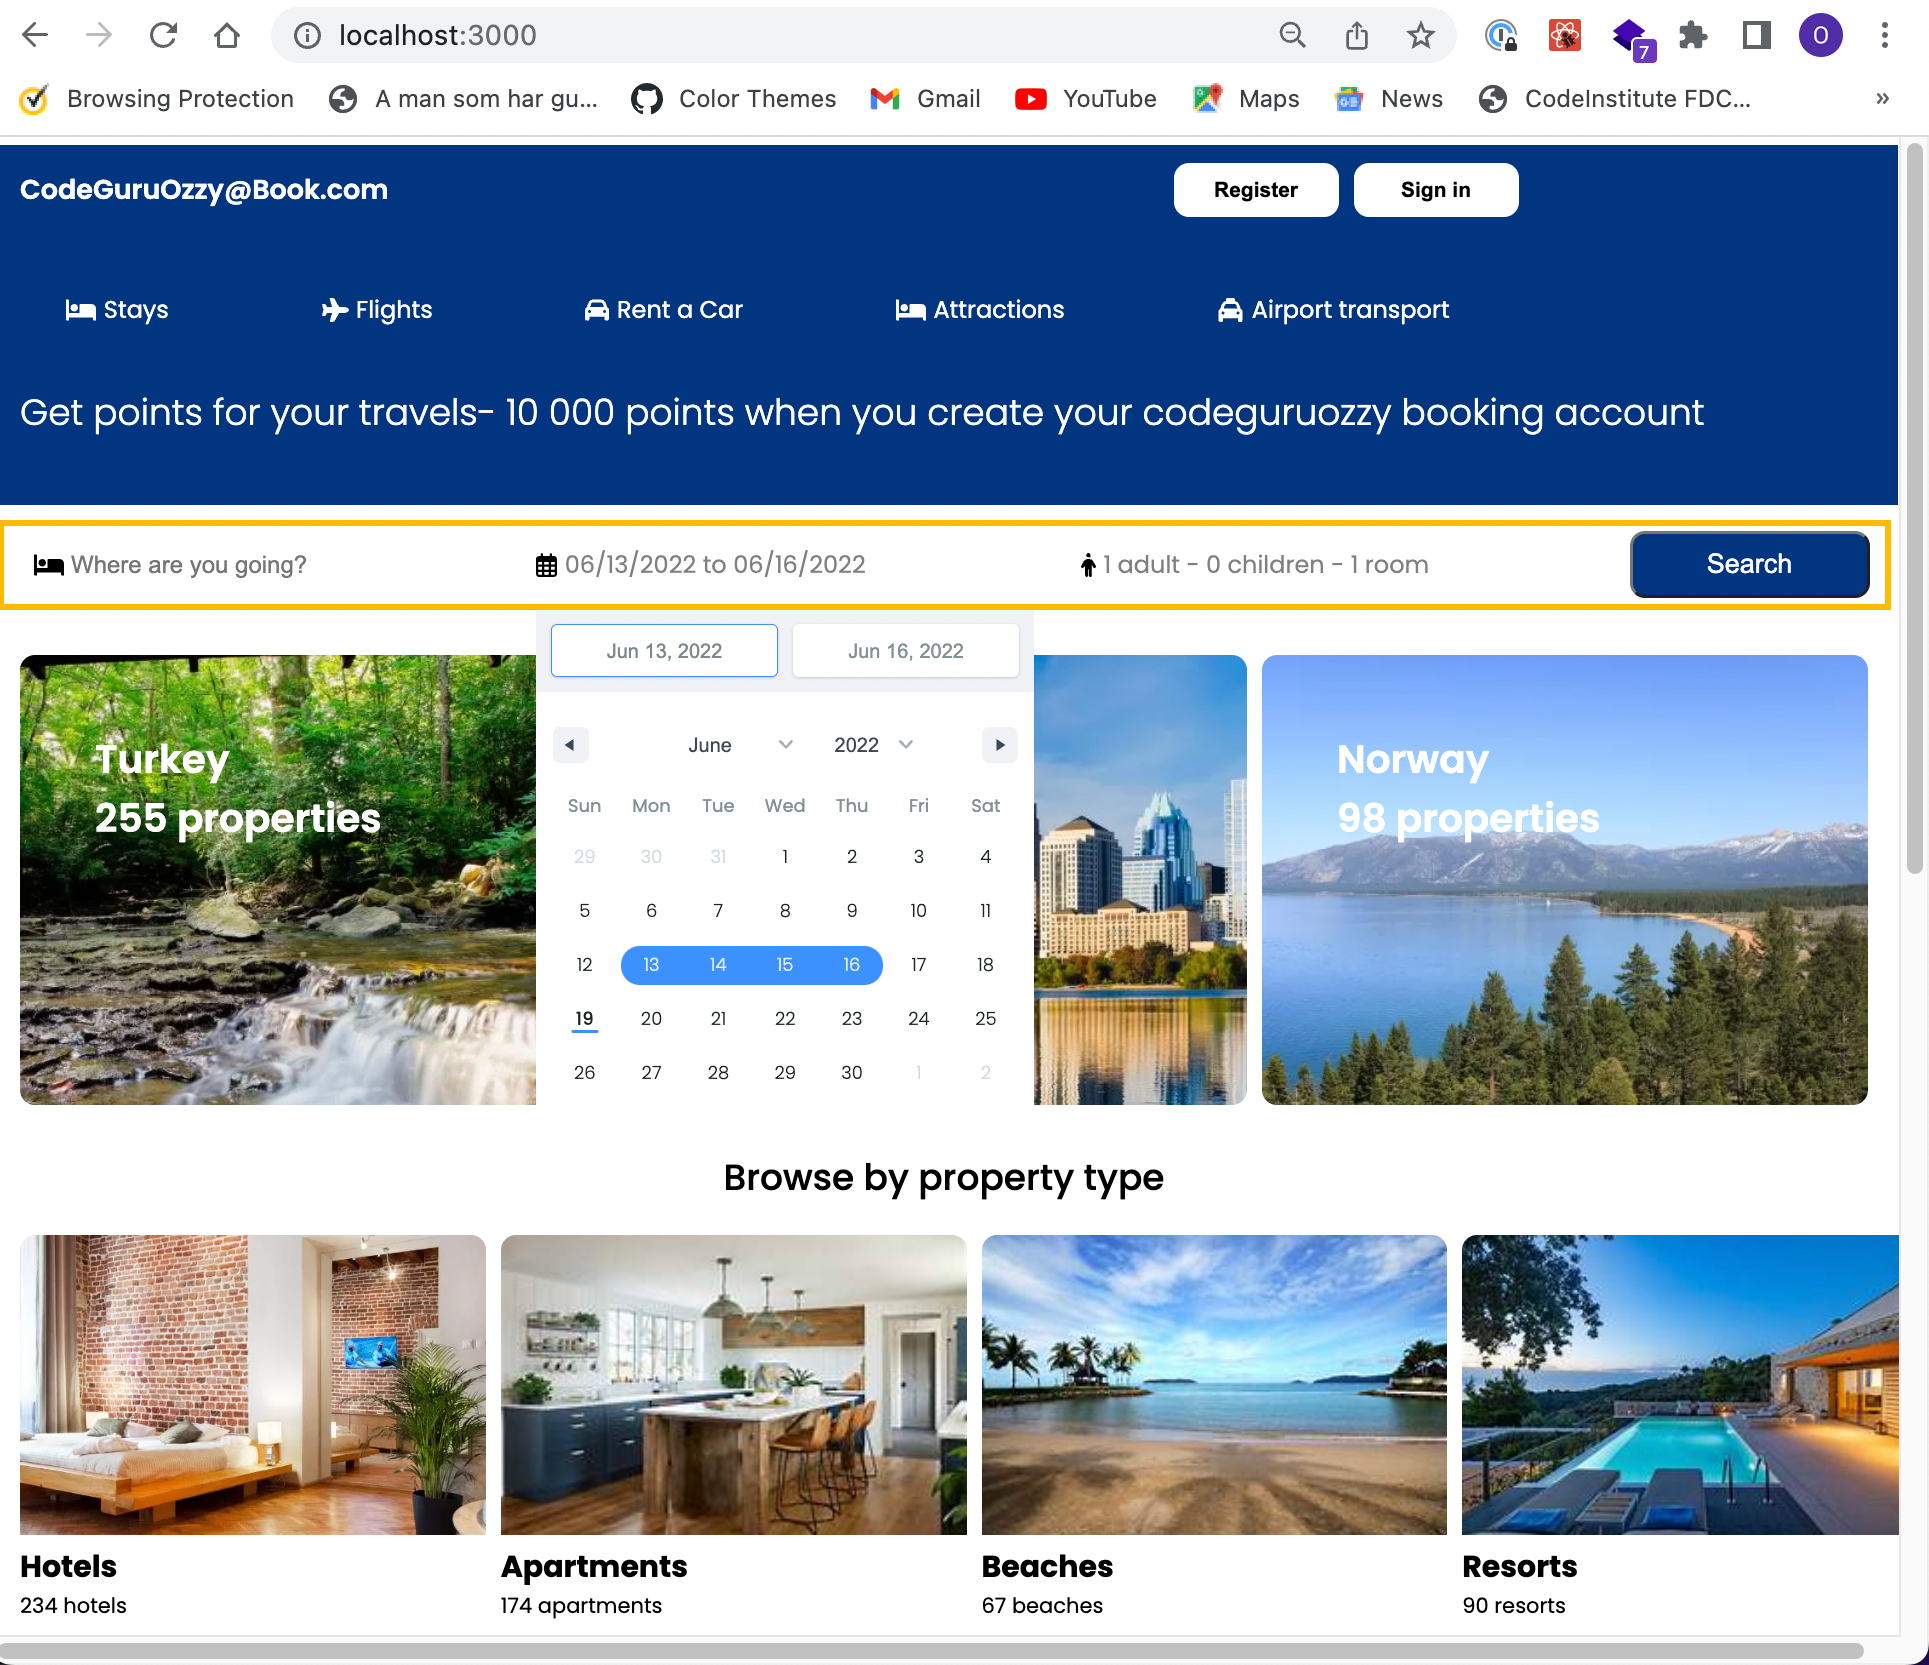 localhost:3000
7
O
Browsing Protection
A man som har gu...
Color Themes
Gmail
YouTube
Maps
News
CodeInstitute FDC...
»
CodeGuruOzzy@Book.com
Register
Sign in
Stays
Flights
Rent a Car
Attractions
Airport transport
Get points for your travels- 10 000 points when you create your codeguruozzy booking account
Where are you going?
06/13/2022 to 06/16/2022
1 adult - 0 children - 1 room
Search
Jun 13, 2022
Jun 16, 2022
June
2022
Sun Mon Tue Wed Thu Fri Sat
29 30 31 1 2 3 4
5 6 7 8 9 10 11
12 13 14 15 16 17 18
19 20 21 22 23 24 25
26 27 28 29 30 1 2
Turkey
255 properties
Norway
98 properties
Browse by property type
Hotels
234 hotels
Apartments
174 apartments
Beaches
67 beaches
Resorts
90 resorts